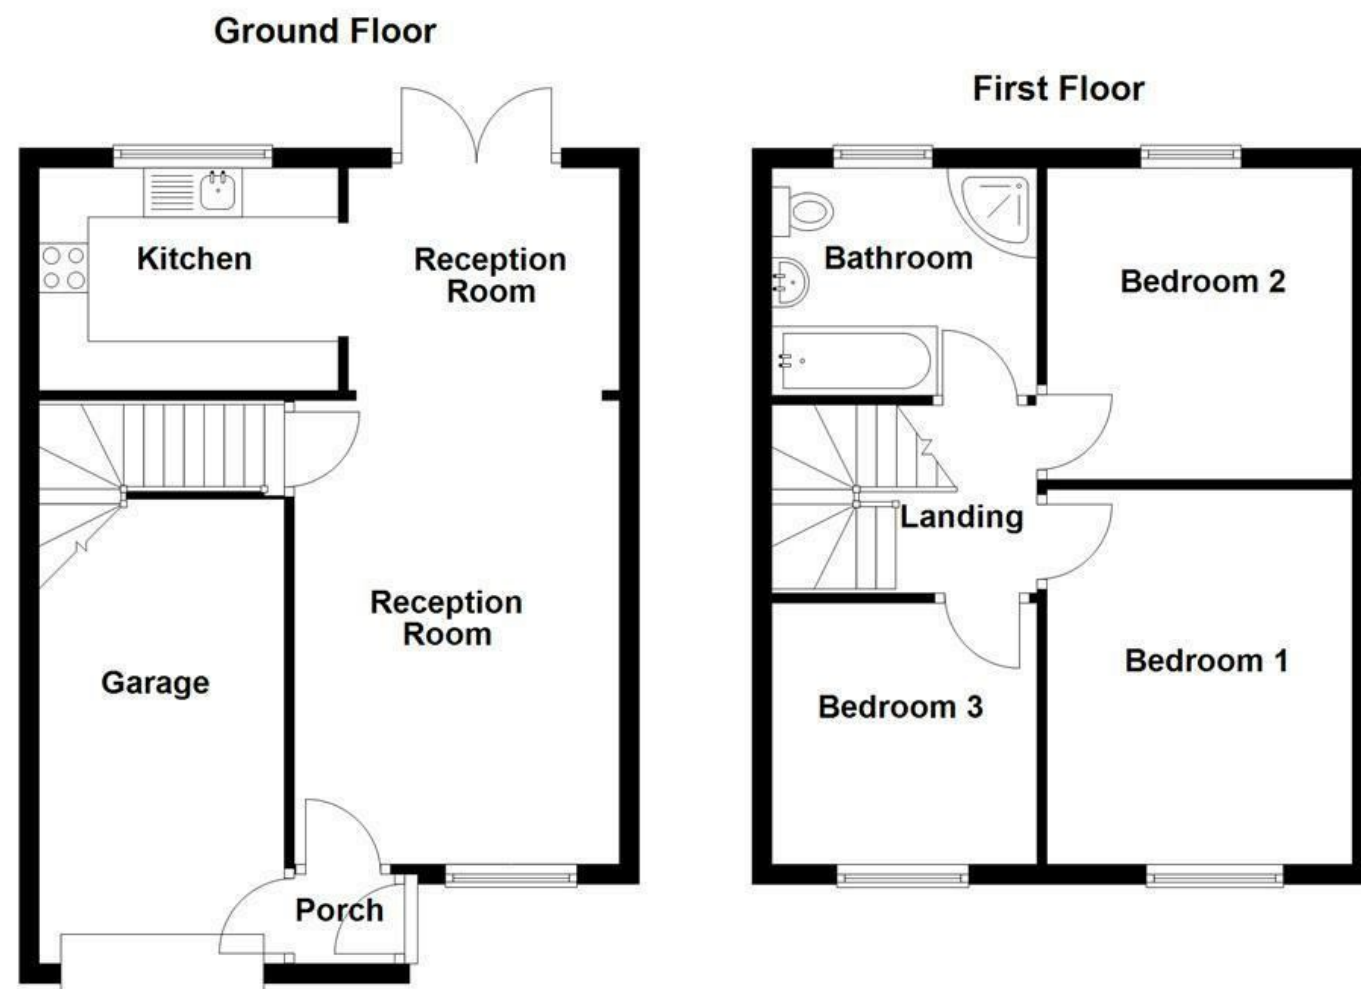 Ground Floor
Kitchen
Reception
Room
Reception
Room
Garage
Porch
First Floor
Bathroom
Bedroom 2
Landing
Bedroom 1
Bedroom 3